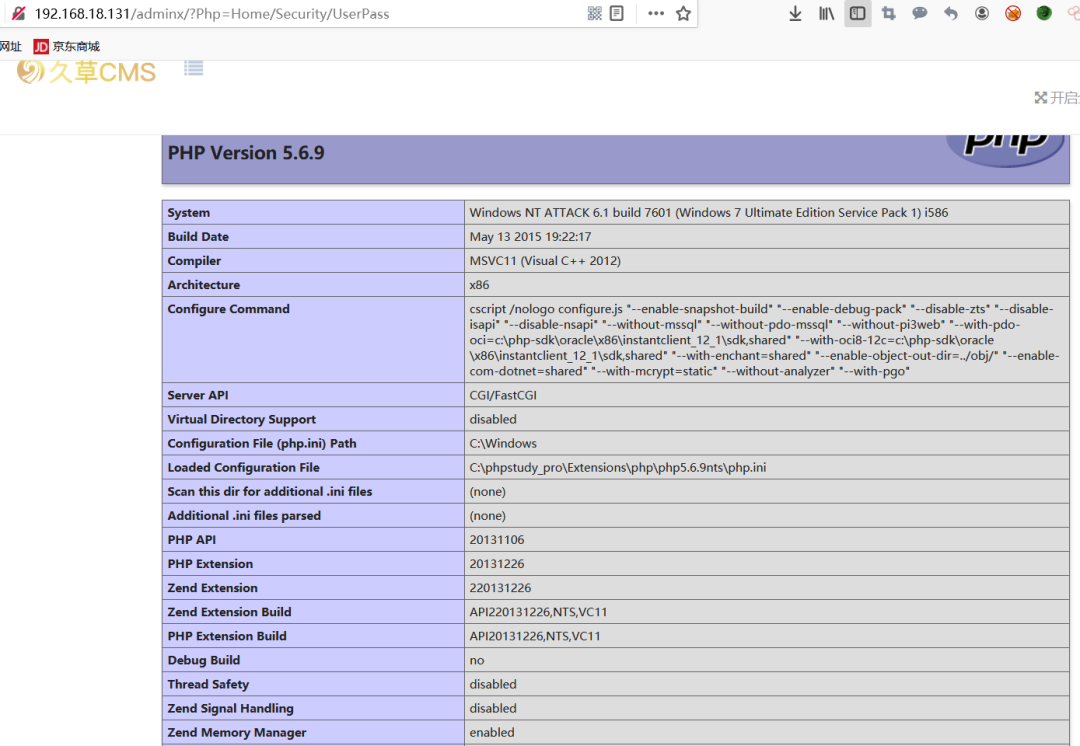 192.168.18.131/adminx/?Php=Home/Security/UserPass
网址 JD 京东商城
久草CMS
开启
PHP Version 5.6.9
php
System Windows NT ATTACK 6.1 build 7601 (Windows 7 Ultimate Edition Service Pack 1) i586
Build Date May 13 2015 19:22:17
Compiler MSVC11 (Visual C++ 2012)
Architecture x86
Configure Command cscript /nologo configure.js "--enable-snapshot-build" "--enable-debug-pack" "--disable-zts" "--disable-
isapi" "--disable-nsapi" "--without-mssql" "--without-pdo-mssql" "--without-pi3web" "--with-pdo-
oci=c:\php-sdk\oracle\x86\instantclient_12_1\sdk,shared" "--with-oci8-12c=c:\php-sdk\oracle
\x86\instantclient_12_1\sdk,shared" "--with-enchant=shared" "--enable-object-out-dir=../obj/" "--enable-
com-dotnet=shared" "--with-mcrypt=static" "--without-analyzer" "--with-pgo"
Server API CGI/FastCGI
Virtual Directory Support disabled
Configuration File (php.ini) Path C:\Windows
Loaded Configuration File C:\phpstudy_pro\Extensions\php\php5.6.9nts\php.ini
Scan this dir for additional .ini files (none)
Additional .ini files parsed (none)
PHP API 20131106
PHP Extension 20131226
Zend Extension 220131226
Zend Extension Build API220131226,NTS,VC11
PHP Extension Build API20131226,NTS,VC11
Debug Build no
Thread Safety disabled
Zend Signal Handling disabled
Zend Memory Manager enabled